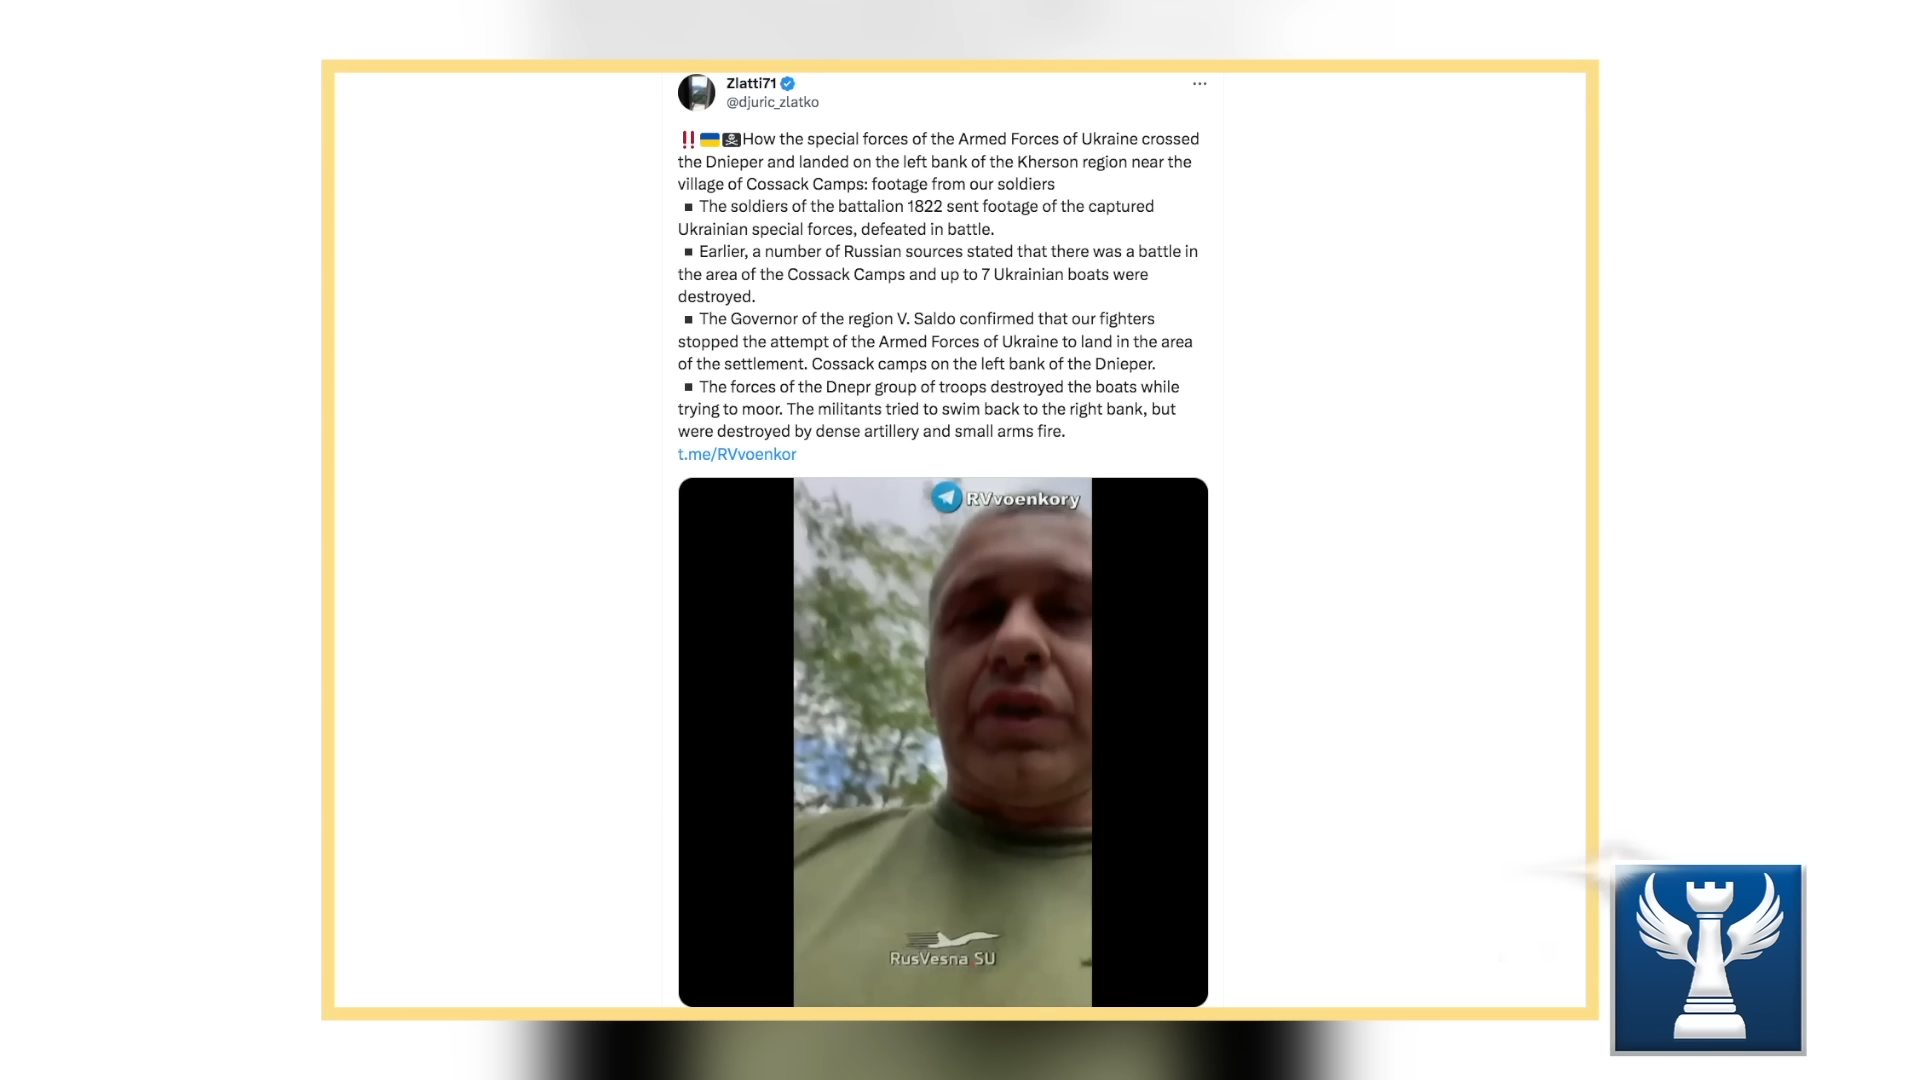 Zlatti71
@djuric_zlatko
‼️🇺🇦☠️How the special forces of the Armed Forces of Ukraine crossed
the Dnieper and landed on the left bank of the Kherson region near the
village of Cossack Camps: footage from our soldiers
▪️The soldiers of the battalion 1822 sent footage of the captured
Ukrainian special forces, defeated in battle.
▪️Earlier, a number of Russian sources stated that there was a battle in
the area of the Cossack Camps and up to 7 Ukrainian boats were
destroyed.
▪️The Governor of the region V. Saldo confirmed that our fighters
stopped the attempt of the Armed Forces of Ukraine to land in the area
of the settlement. Cossack camps on the left bank of the Dnieper.
▪️The forces of the Dnepr group of troops destroyed the boats while
trying to moor. The militants tried to swim back to the right bank, but
were destroyed by dense artillery and small arms fire.
t.me/RVvoenkor
RVvoenkory
RusVesna.SU